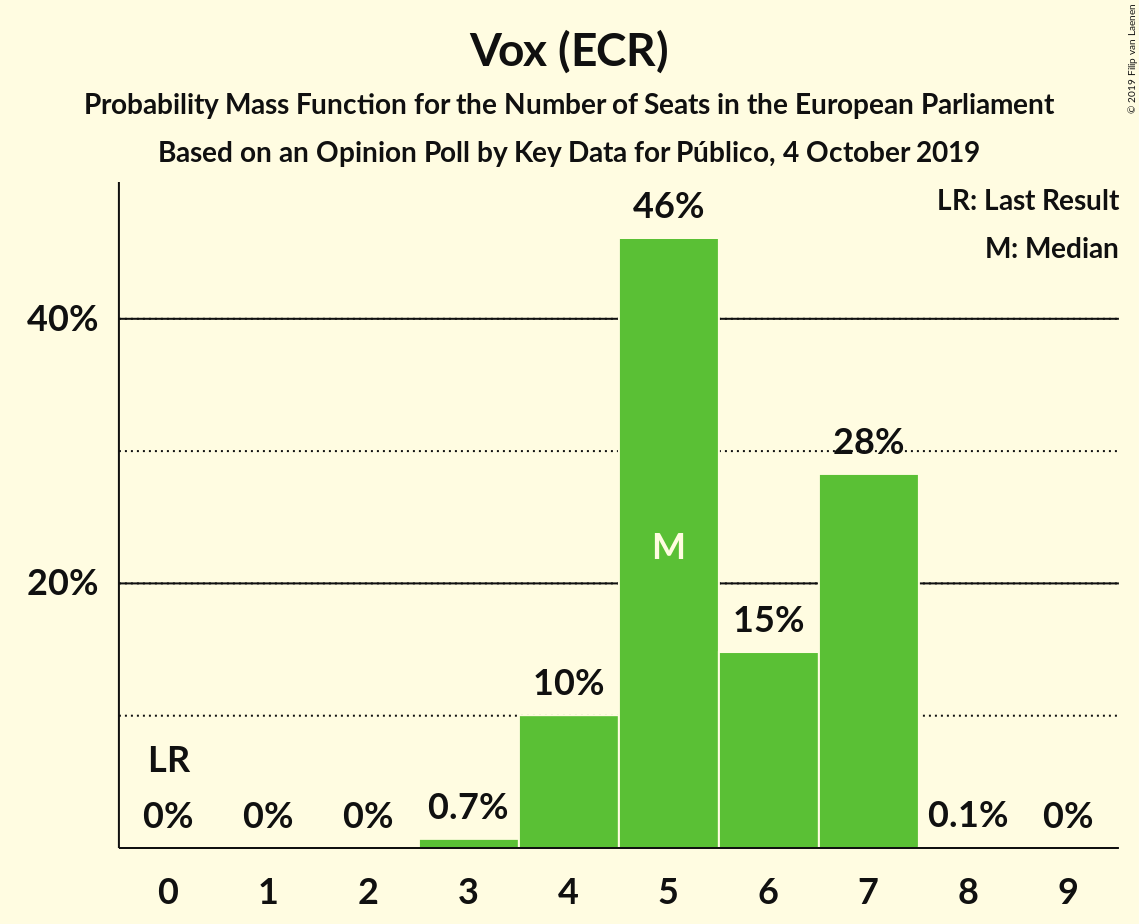 Vox (ECR)
Probability Mass Function for the Number of Seats in the European Parliament
Based on an Opinion Poll by Key Data for Público, 4 October 2019
© 2019 Filip van Laenen
LR: Last Result
M: Median
46%
40%
28%
M
20%
15%
10%
LR
0% 0% 0% 0.7% 0.1% 0%
0 1 2 3 4 5 6 7 8 9